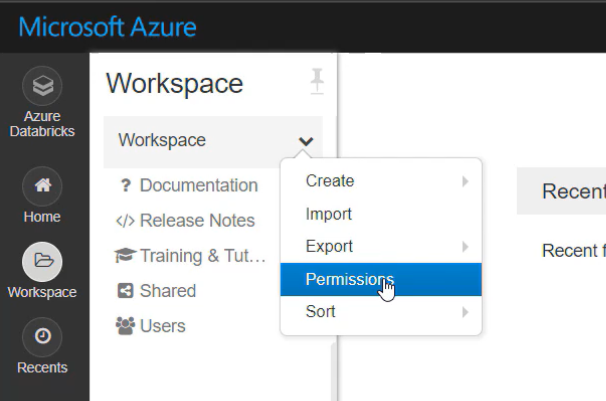 Microsoft Azure
Azure
Databricks
Home
Workspace
Recents
Workspace
Workspace
? Documentation
</> Release Notes
Training & Tut...
Shared
Users
Create
Import
Export
Permissions
Sort
Recent
Recent f